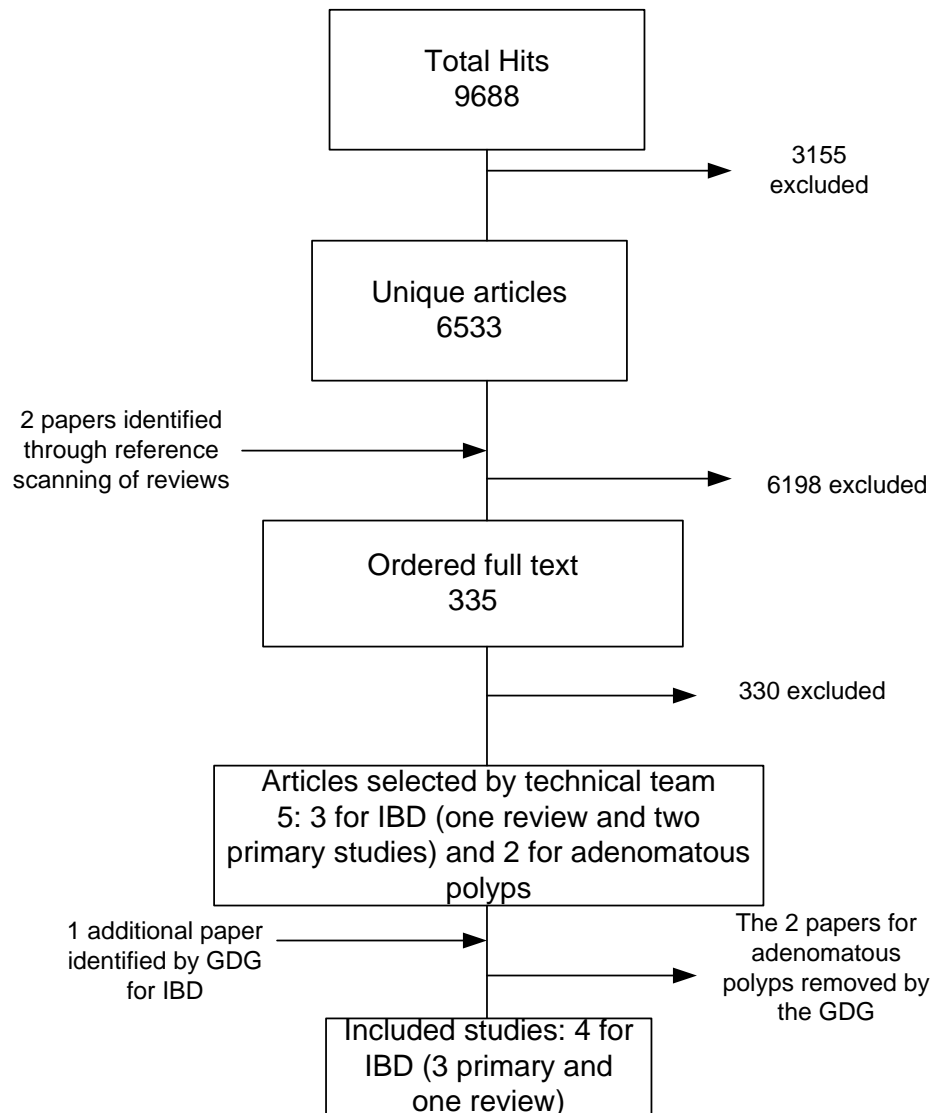 Total Hits
9688
3155
excluded
Unique articles
6533
2 papers identified
through reference
scanning of reviews
6198 excluded
Ordered full text
335
330 excluded
Articles selected by technical team
5: 3 for IBD (one review and two
primary studies) and 2 for adenomatous
polyps
1 additional paper
identified by GDG
for IBD
The 2 papers for
adenomatous
polyps removed by
the GDG
Included studies: 4 for
IBD (3 primary and
one review)